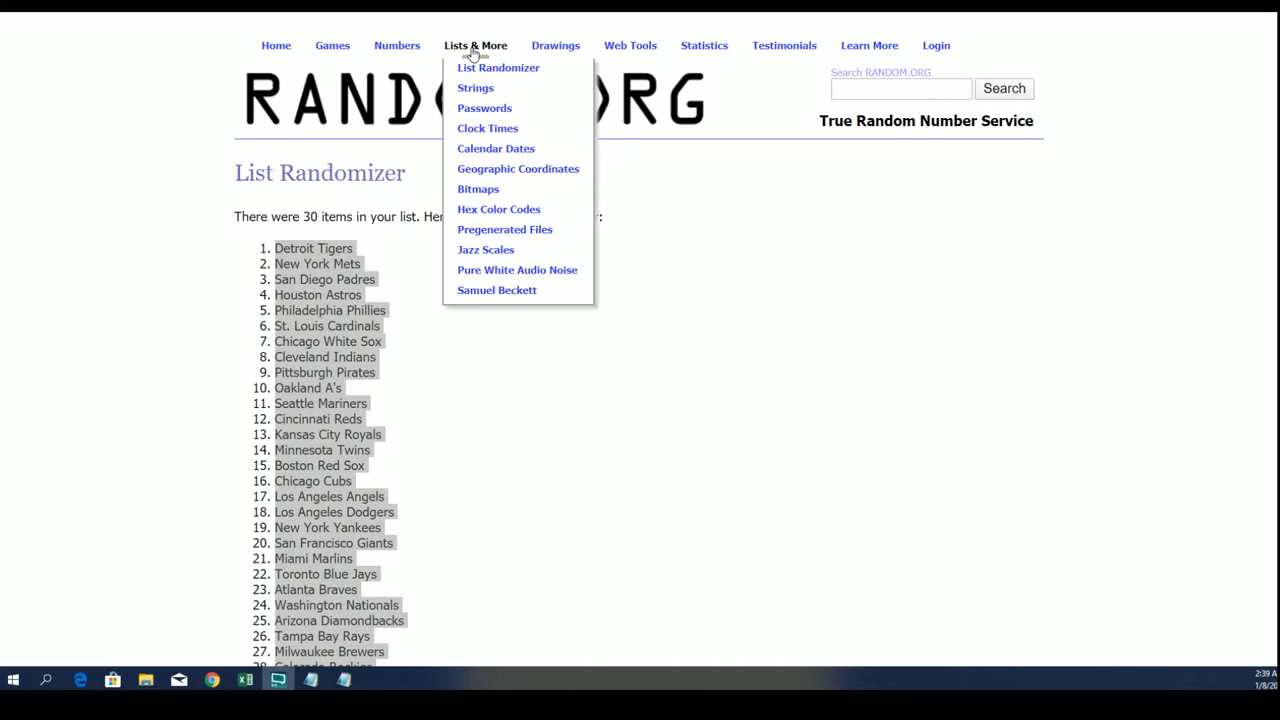 Home Games Numbers Lists & More Drawings Web Tools Statistics Testimonials Learn More Login
List Randomizer
Strings
Passwords
Clock Times
Calendar Dates
Geographic Coordinates
Bitmaps
Hex Color Codes
Pregenerated Files
Jazz Scales
Pure White Audio Noise
Samuel Beckett
Search RANDOM.ORG
Search
True Random Number Service
List Randomizer
There were 30 items in your list.
1. Detroit Tigers
2. New York Mets
3. San Diego Padres
4. Houston Astros
5. Philadelphia Phillies
6. St. Louis Cardinals
7. Chicago White Sox
8. Cleveland Indians
9. Pittsburgh Pirates
10. Oakland A's
11. Seattle Mariners
12. Cincinnati Reds
13. Kansas City Royals
14. Minnesota Twins
15. Boston Red Sox
16. Chicago Cubs
17. Los Angeles Angels
18. Los Angeles Dodgers
19. New York Yankees
20. San Francisco Giants
21. Miami Marlins
22. Toronto Blue Jays
23. Atlanta Braves
24. Washington Nationals
25. Arizona Diamondbacks
26. Tampa Bay Rays
27. Milwaukee Brewers
2:39 A
1/8/20